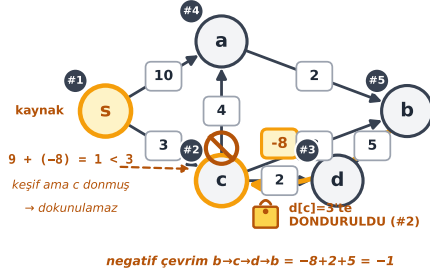 #4
a
#1
10
2
#5
s
kaynak
b
4
3
#2
-8
#3
5
9 + (−8) = 1 < 3
c
2
d
keşif ama c donmuş
→ dokunulamaz
d[c]=3'te
DONDURULDU (#2)
negatif çevrim b→c→d→b = −8+2+5 = −1